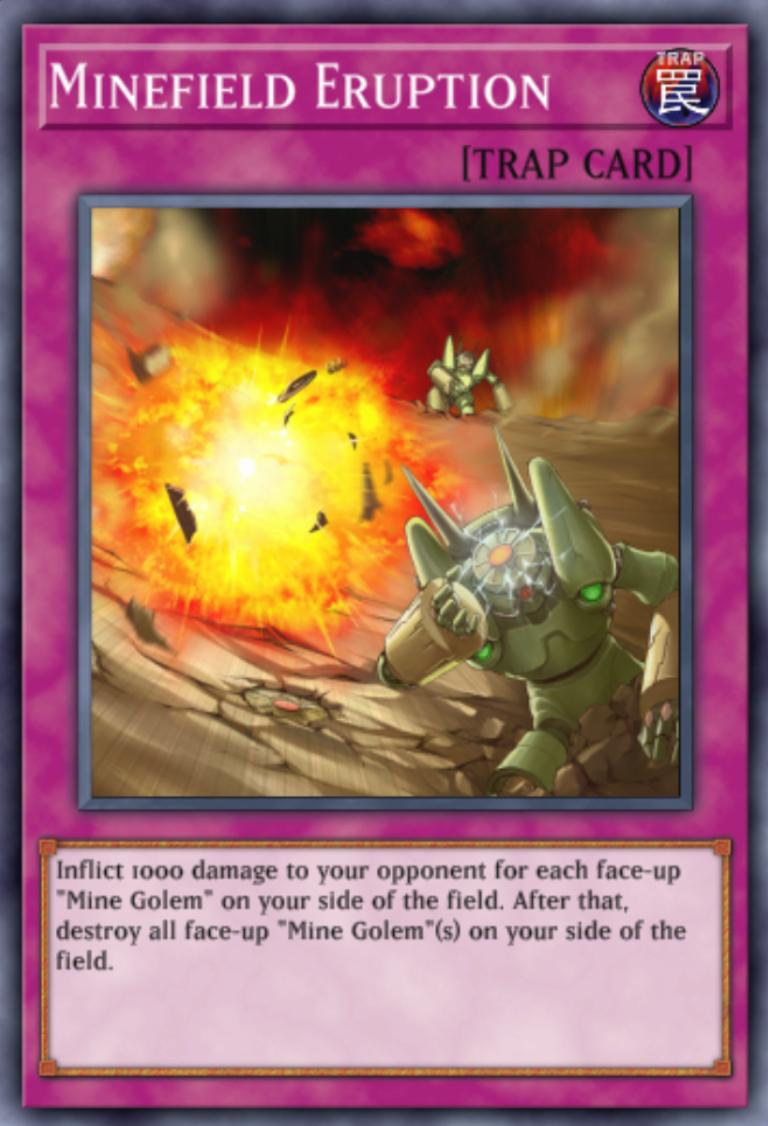 Minefield Eruption
TRAP
罠
[TRAP CARD]
Inflict 1000 damage to your opponent for each face-up
"Mine Golem" on your side of the field. After that,
destroy all face-up "Mine Golem"(s) on your side of the
field.